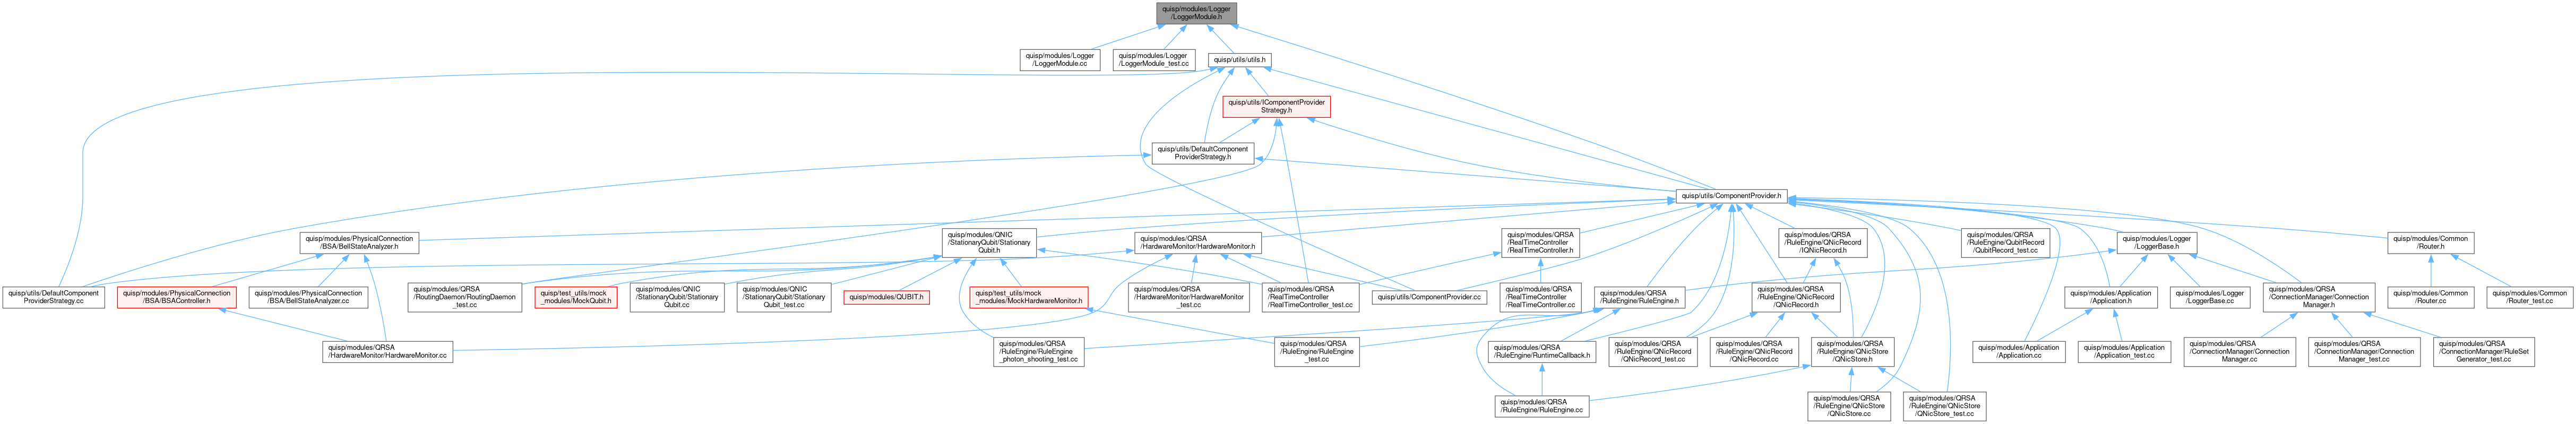 quisp/modules/Logger
/LoggerModule.h
quisp/modules/Logger
/LoggerModule.cc
quisp/modules/Logger
/LoggerModule_test.cc
quisp/utils/utils.h
quisp/utils/IComponentProvider
Strategy.h
quisp/utils/DefaultComponent
ProviderStrategy.h
quisp/utils/ComponentProvider.h
quisp/modules/PhysicalConnection
/BSA/BellStateAnalyzer.h
quisp/modules/QNIC
/StationaryQubit/Stationary
Qubit.h
quisp/modules/QRSA
/HardwareMonitor/HardwareMonitor.h
quisp/modules/QRSA
/RealTimeController
/RealTimeController.h
quisp/modules/QRSA
/RuleEngine/QNicRecord
/IQNicRecord.h
quisp/modules/QRSA
/RuleEngine/QubitRecord
/QubitRecord_test.cc
quisp/modules/Logger
/LoggerBase.h
quisp/modules/Common
/Router.h
quisp/utils/DefaultComponent
ProviderStrategy.cc
quisp/modules/PhysicalConnection
/BSA/BSAController.h
quisp/modules/PhysicalConnection
/BSA/BellStateAnalyzer.cc
quisp/modules/QRSA
/RoutingDaemon/RoutingDaemon
_test.cc
quisp/test_utils/mock
_modules/MockQubit.h
quisp/modules/QNIC
/StationaryQubit/Stationary
Qubit.cc
quisp/modules/QNIC
/StationaryQubit/Stationary
Qubit_test.cc
quisp/modules/QUBIT.h
quisp/test_utils/mock
_modules/MockHardwareMonitor.h
quisp/modules/QRSA
/HardwareMonitor/HardwareMonitor
_test.cc
quisp/modules/QRSA
/RealTimeController
/RealTimeController_test.cc
quisp/utils/ComponentProvider.cc
quisp/modules/QRSA
/RealTimeController
/RealTimeController.cc
quisp/modules/QRSA
/RuleEngine/RuleEngine.h
quisp/modules/QRSA
/RuleEngine/QNicRecord
/QNicRecord.h
quisp/modules/Application
/Application.h
quisp/modules/Logger
/LoggerBase.cc
quisp/modules/QRSA
/ConnectionManager/Connection
Manager.h
quisp/modules/Common
/Router.cc
quisp/modules/Common
/Router_test.cc
quisp/modules/QRSA
/HardwareMonitor/HardwareMonitor.cc
quisp/modules/QRSA
/RuleEngine/RuleEngine
_photon_shooting_test.cc
quisp/modules/QRSA
/RuleEngine/RuleEngine
_test.cc
quisp/modules/QRSA
/RuleEngine/RuntimeCallback.h
quisp/modules/QRSA
/RuleEngine/QNicRecord
/QNicRecord_test.cc
quisp/modules/QRSA
/RuleEngine/QNicRecord
/QNicRecord.cc
quisp/modules/QRSA
/RuleEngine/QNicStore
/QNicStore.h
quisp/modules/Application
/Application.cc
quisp/modules/Application
/Application_test.cc
quisp/modules/QRSA
/ConnectionManager/Connection
Manager.cc
quisp/modules/QRSA
/ConnectionManager/Connection
Manager_test.cc
quisp/modules/QRSA
/ConnectionManager/RuleSet
Generator_test.cc
quisp/modules/QRSA
/RuleEngine/RuleEngine.cc
quisp/modules/QRSA
/RuleEngine/QNicStore
/QNicStore.cc
quisp/modules/QRSA
/RuleEngine/QNicStore
/QNicStore_test.cc